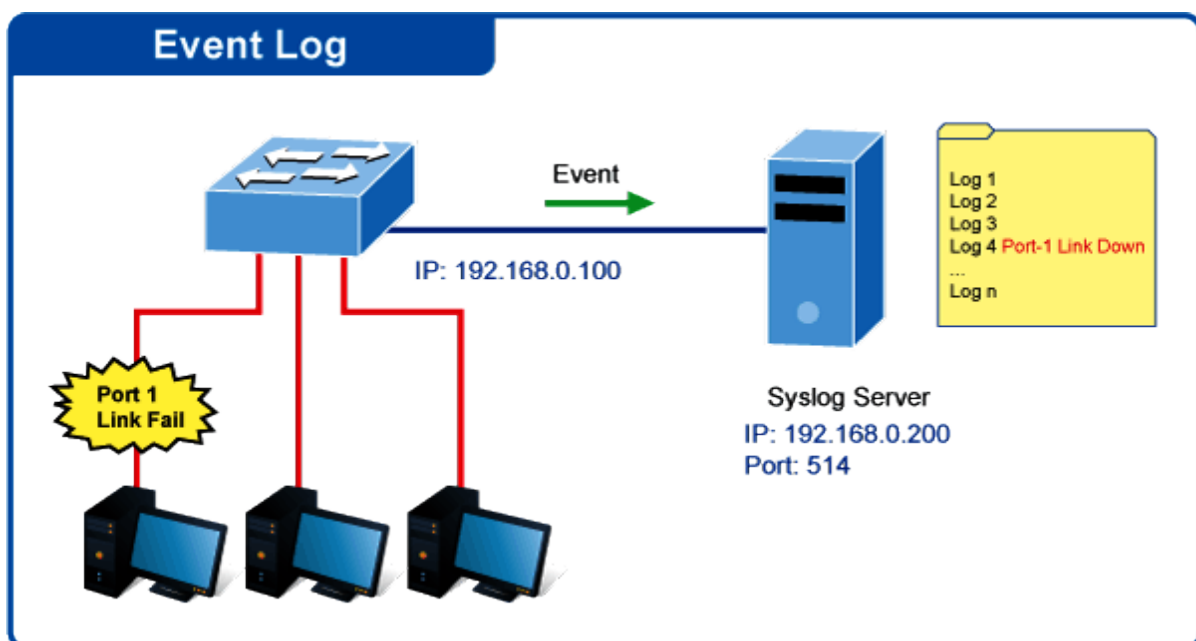 Event Log
Event
IP: 192.168.0.100
Port 1
Link Fail
Log 1
Log 2
Log 3
Log 4 Port-1 Link Down
...
Log n
Syslog Server
IP: 192.168.0.200
Port: 514